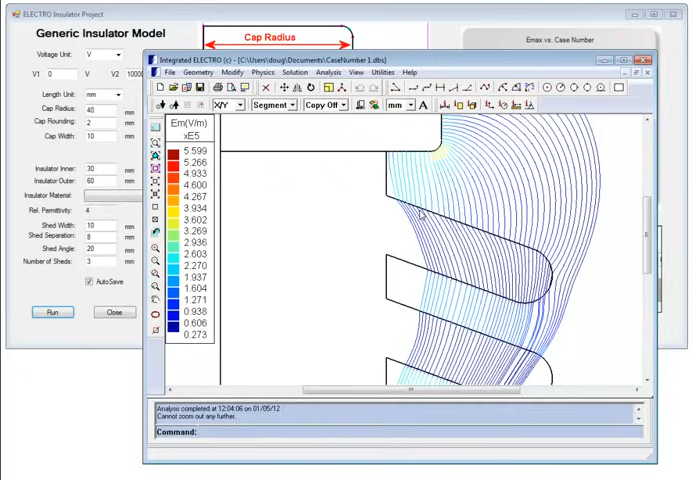 ELECTRO Insulator Project
Generic Insulator Model
Voltage Unit: V
V1 0 V V2 10000
Length Unit: mm
Cap Radius: 40 mm
Cap Rounding: 2 mm
Cap Width: 10 mm
Insulator Inner: 30 mm
Insulator Outer: 60 mm
Insulator Material:
Rel. Permittivity: 4
Shed Width 10 mm
Shed Separation: 8 mm
Shed Angle: 20 mm
Number of Sheds: 3 mm
AutoSave
Run Close
Cap Radius
Emax vs. Case Number
Integrated ELECTRO (c) - [C:\Users\doug\Documents\CaseNumber 1.dbs]
File Geometry Modify Physics Solution Analysis Utilities Help
X/Y Segment Copy Off mm A
Em(V/m)
xE5
5.599
5.266
4.933
4.600
4.267
3.934
3.602
3.269
2.936
2.603
2.270
1.937
1.604
1.271
0.938
0.606
0.273
Analysis completed at 12:04:06 on 01/05/12
Cannot zoom out any further.
Command: